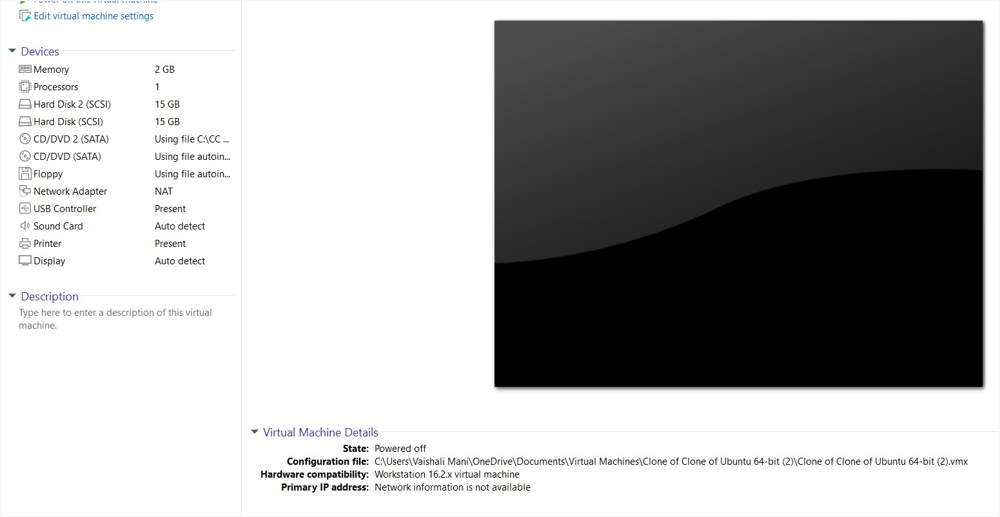 Power on this virtual machine
Edit virtual machine settings
Devices
Memory 2 GB
Processors 1
Hard Disk 2 (SCSI) 15 GB
Hard Disk (SCSI) 15 GB
CD/DVD 2 (SATA) Using file C:\CC ...
CD/DVD (SATA) Using file autoin...
Floppy Using file autoin...
Network Adapter NAT
USB Controller Present
Sound Card Auto detect
Printer Present
Display Auto detect
Description
Type here to enter a description of this virtual
machine.
Virtual Machine Details
State: Powered off
Configuration file: C:\Users\Vaishali Mani\OneDrive\Documents\Virtual Machines\Clone of Clone of Ubuntu 64-bit (2)\Clone of Clone of Ubuntu 64-bit (2).vmx
Hardware compatibility: Workstation 16.2.x virtual machine
Primary IP address: Network information is not available